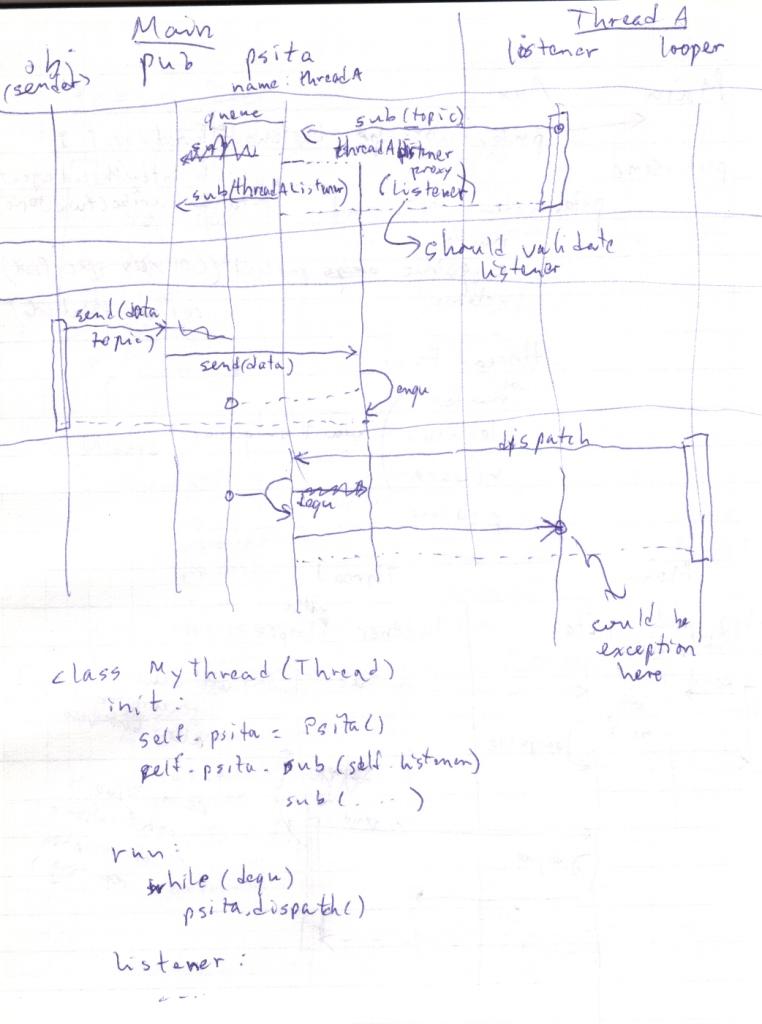 Main
Thread A
obj
(sender)
pub
psita
name: threadA
listener
looper
queue
sub(topic)
threadAListener
proxy
(listener)
sub(threadAListener)
should validate
listener
send(data
topic)
send(data)
enqu
dispatch
dequ
could be
exception
here
class MyThread(Thread)
init:
self.psita = Psita()
self.psita.sub(self.listener)
sub(....)
run:
while(dequ)
psita.dispatch()
listener:
....